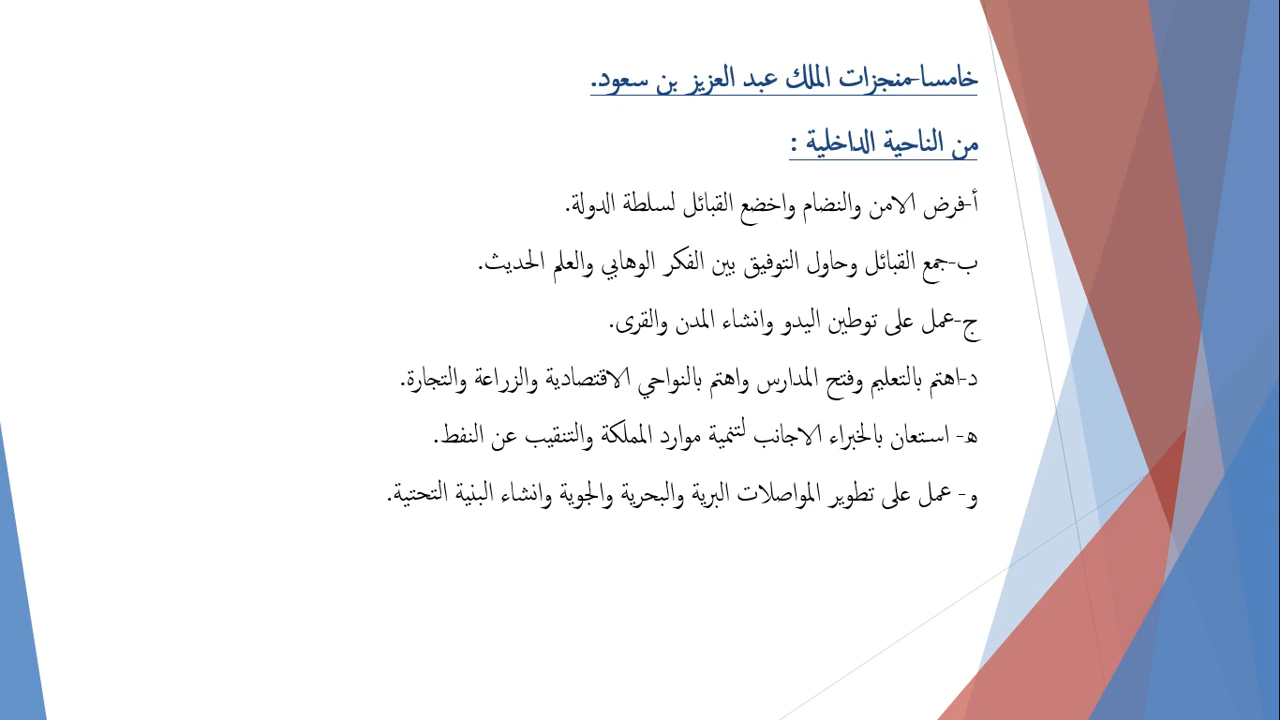 خامسا-منجزات الملك عبد العزيز بن سعود.
من الناحية الداخلية :
أ-فرض الامن والنضام واخضع القبائل لسلطة الدولة.
ب-جمع القبائل وحاول التوفيق بين الفكر الوهابي والعلم الحديث.
ج-عمل على توطين البدو وانشاء المدن والقرى.
د-اهتم بالتعليم وفتح المدارس واهتم بالنواحي الاقتصادية والزراعة والتجارة.
ه- استعان بالخبراء الاجانب لتنمية موارد المملكة والتنقيب عن النفط.
و- عمل على تطوير المواصلات البرية والبحرية والجوية وانشاء البنية التحتية.